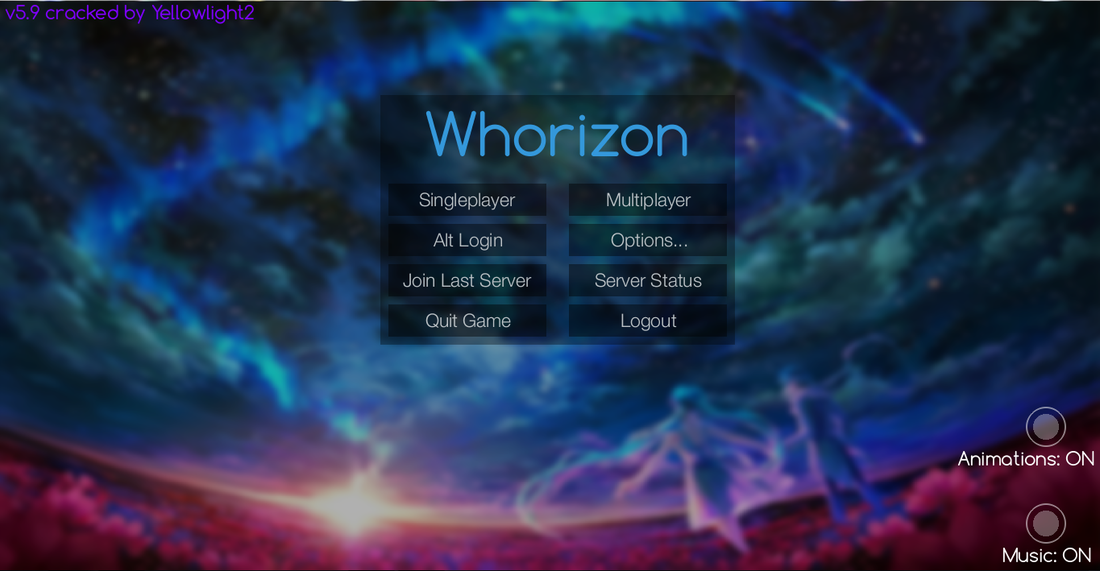 v5.9 cracked by Yellowlight2
Whorizon
Singleplayer
Multiplayer
Alt Login
Options...
Join Last Server
Server Status
Quit Game
Logout
Animations: ON
Music: ON